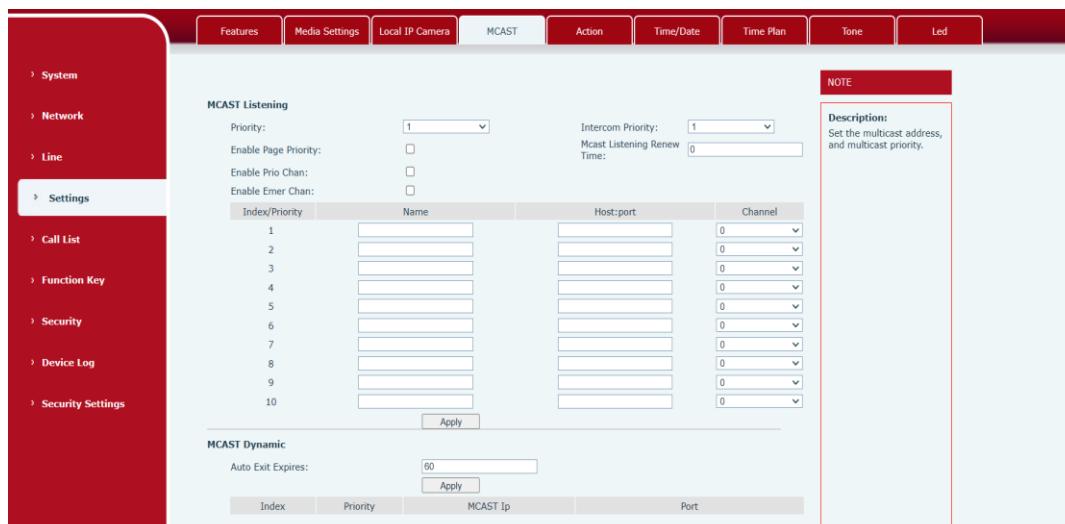 Features Media Settings Local IP Camera MCAST Action Time/Date Time Plan Tone Led
› System
› Network
› Line
› Settings
› Call List
› Function Key
› Security
› Device Log
› Security Settings
MCAST Listening
Priority: 1 Intercom Priority: 1
Enable Page Priority: Mcast Listening Renew
Time: 0
Enable Prio Chan:
Enable Emer Chan:
Index/Priority Name Host:port Channel
1 0
2 0
3 0
4 0
5 0
6 0
7 0
8 0
9 0
10 0
Apply
MCAST Dynamic
Auto Exit Expires: 60
Apply
Index Priority MCAST Ip Port
NOTE
Description:
Set the multicast address,
and multicast priority.